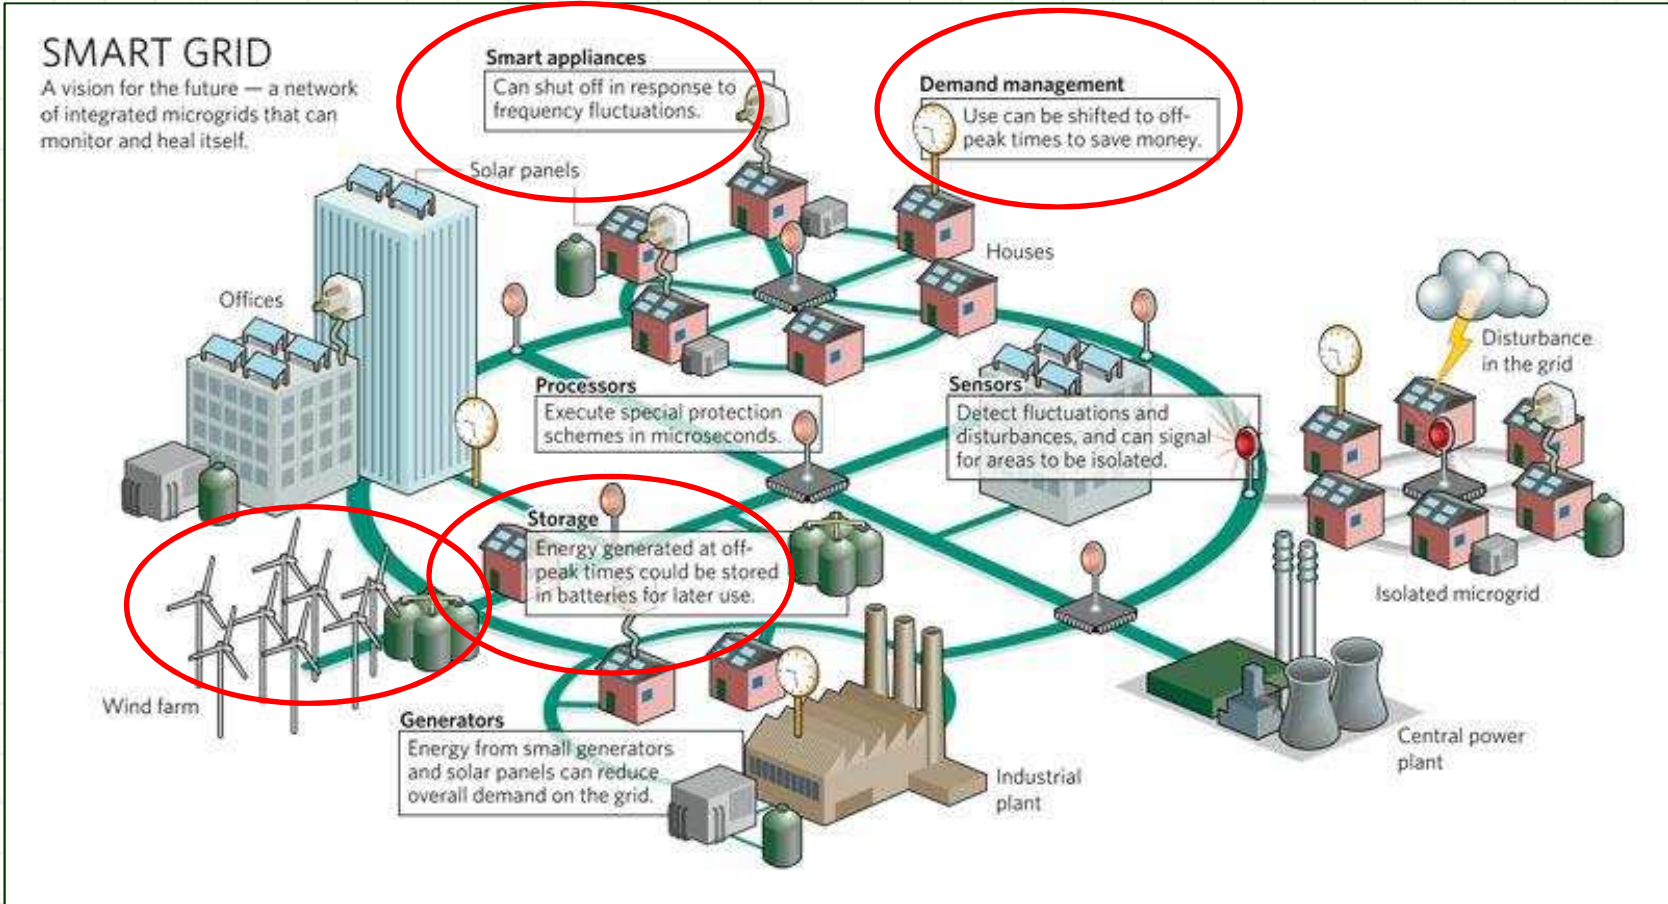 SMART GRID
A vision for the future — a network
of integrated microgrids that can
monitor and heal itself.
Smart appliances
Can shut off in response to
frequency fluctuations.
Demand management
Use can be shifted to off-
peak times to save money.
Solar panels
Houses
Offices
Disturbance
in the grid
Processors
Execute special protection
schemes in microseconds.
Sensors
Detect fluctuations and
disturbances, and can signal
for areas to be isolated.
Storage
Energy generated at off-
peak times could be stored
in batteries for later use.
Isolated microgrid
Wind farm
Generators
Energy from small generators
and solar panels can reduce
overall demand on the grid.
Industrial
plant
Central power
plant